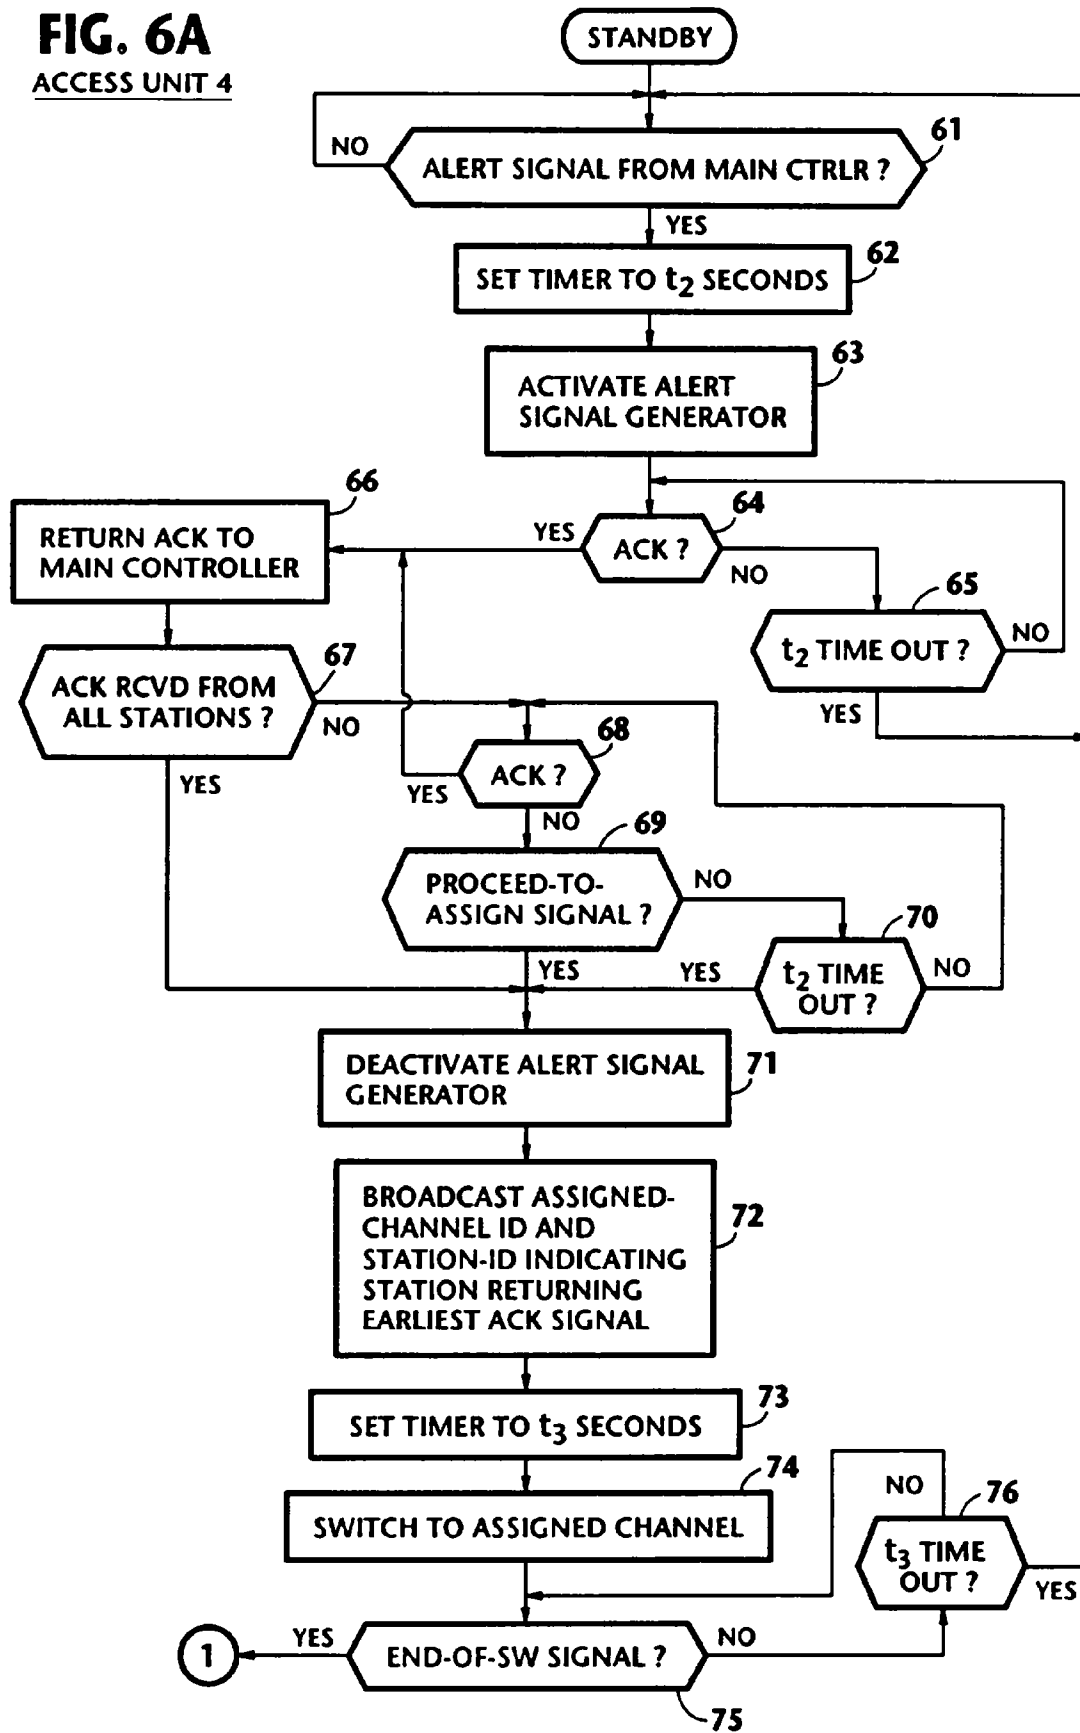 FIG. 6A
ACCESS UNIT 4
STANDBY
61
NO
ALERT SIGNAL FROM MAIN CTRLR ?
YES
62
SET TIMER TO t2 SECONDS
63
ACTIVATE ALERT
SIGNAL GENERATOR
66
64
RETURN ACK TO
MAIN CONTROLLER
YES
ACK ?
NO
65
t2 TIME OUT ?
NO
YES
67
ACK RCVD FROM
ALL STATIONS ?
NO
YES
68
ACK ?
YES
NO
69
PROCEED-TO-
ASSIGN SIGNAL ?
NO
70
YES
YES
t2 TIME
OUT ?
NO
DEACTIVATE ALERT SIGNAL
GENERATOR
71
BROADCAST ASSIGNED-
CHANNEL ID AND
STATION-ID INDICATING
STATION RETURNING
EARLIEST ACK SIGNAL
72
73
SET TIMER TO t3 SECONDS
74
SWITCH TO ASSIGNED CHANNEL
NO
76
t3 TIME
OUT ?
YES
1
YES
END-OF-SW SIGNAL ?
NO
75